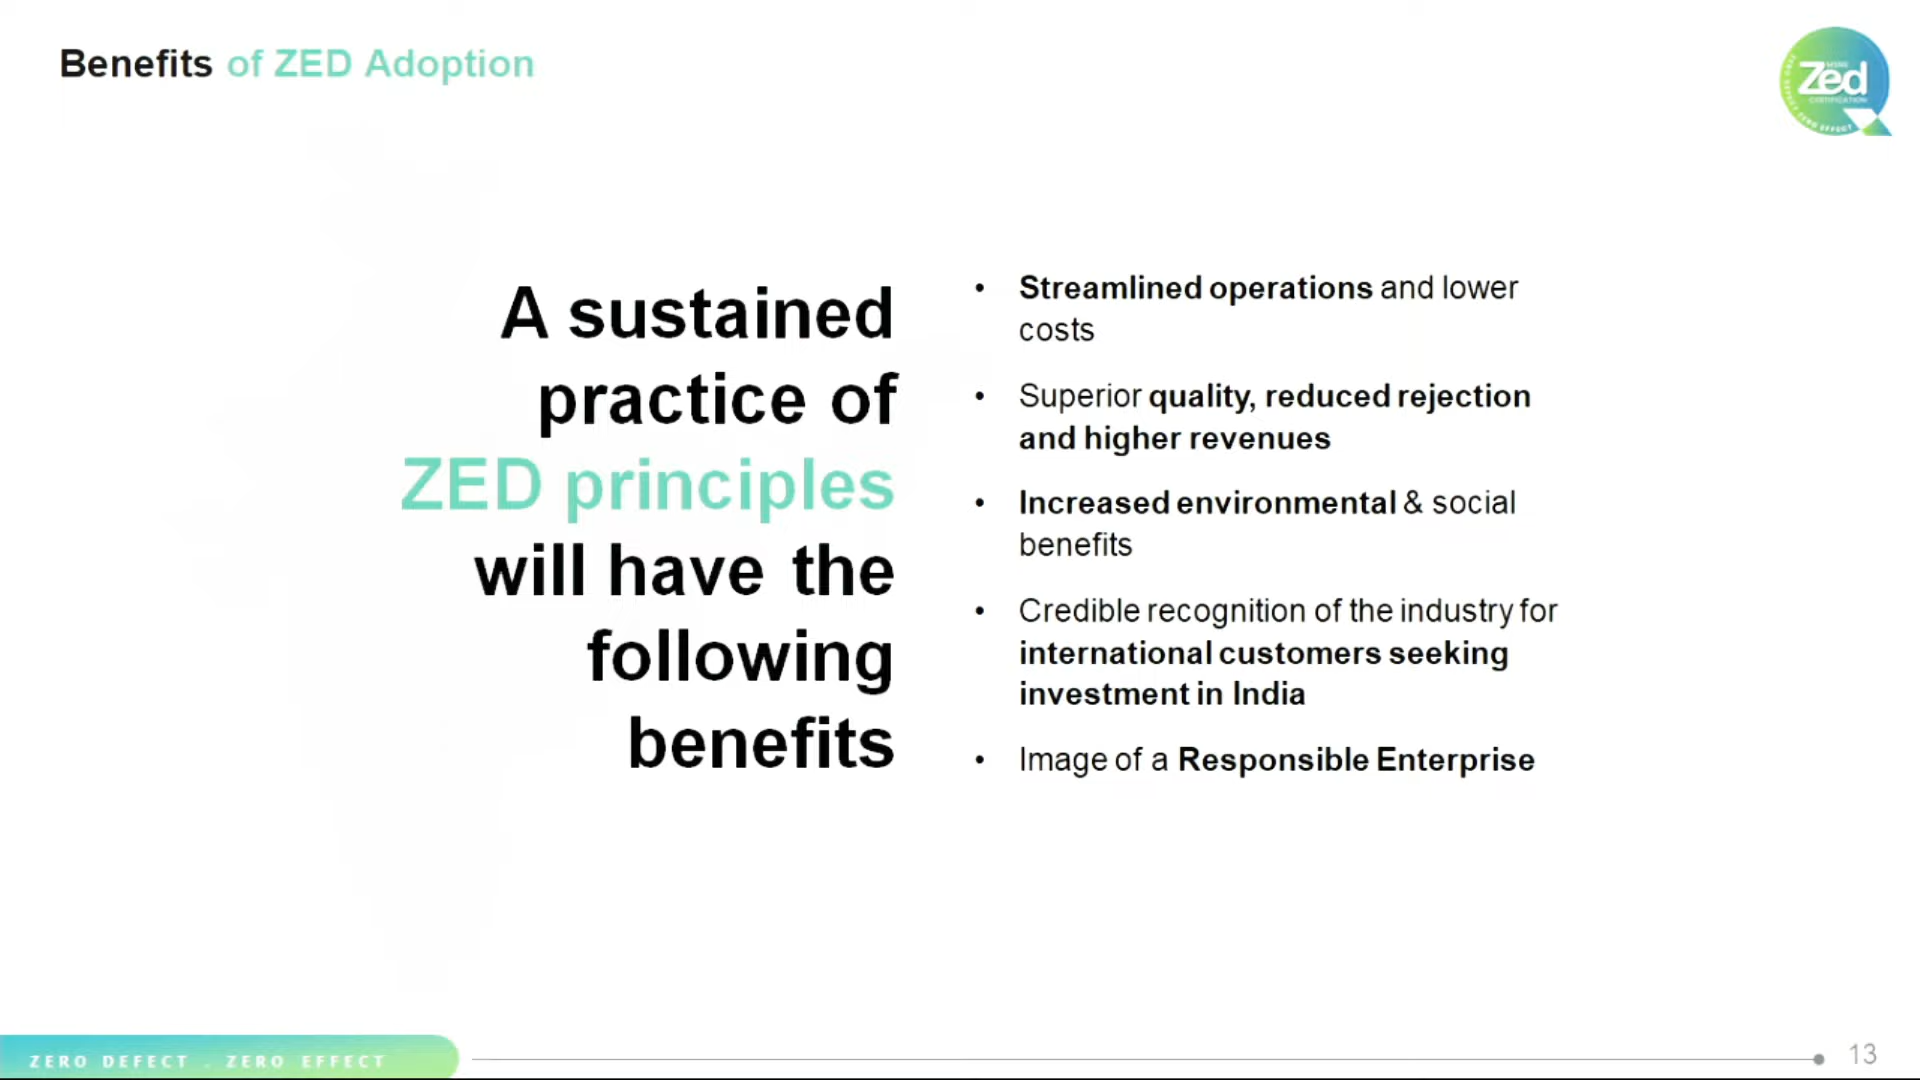 Benefits of ZED Adoption
Zed
CERTIFICATION
A sustained
practice of
ZED principles
will have the
following
benefits
• Streamlined operations and lower
costs
• Superior quality, reduced rejection
and higher revenues
• Increased environmental & social
benefits
• Credible recognition of the industry for
international customers seeking
investment in India
• Image of a Responsible Enterprise
ZERO DEFECT . ZERO EFFECT
13